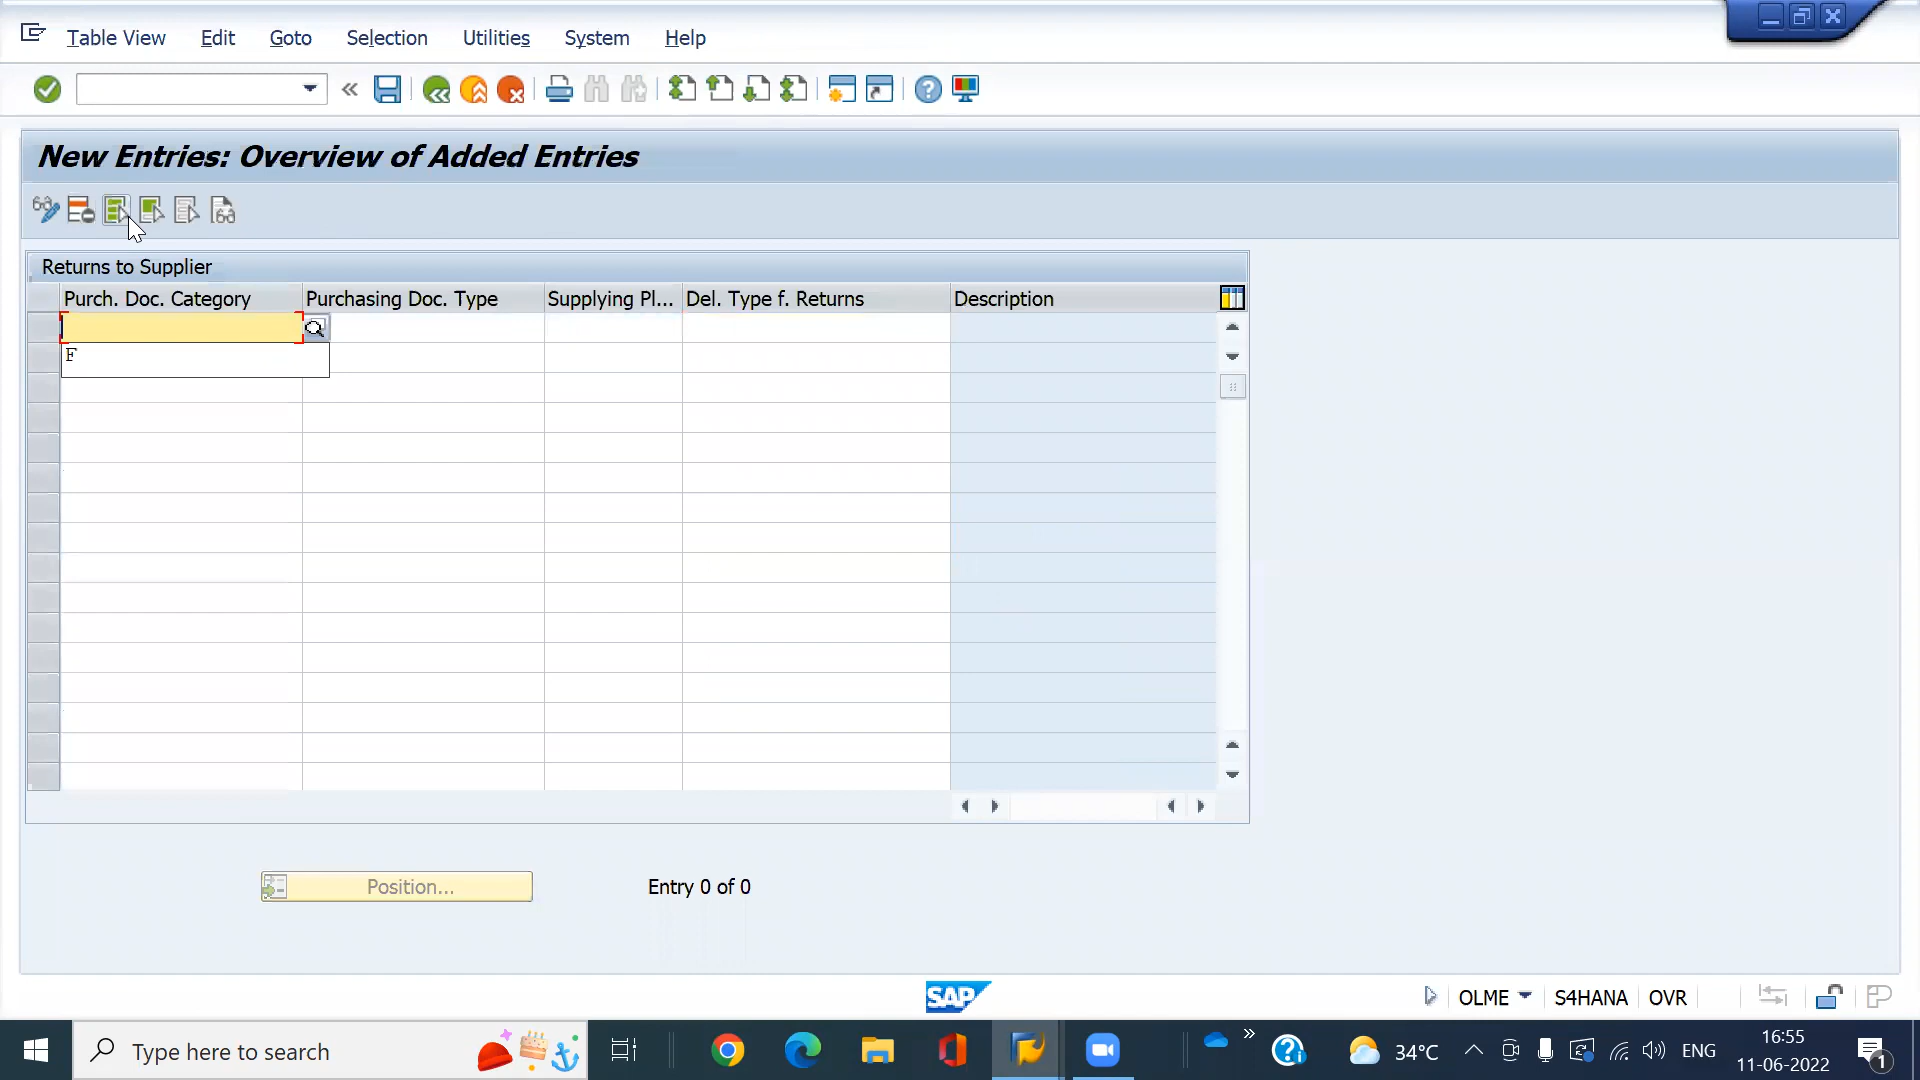 Table View Edit Goto Selection Utilities System Help
New Entries: Overview of Added Entries
Returns to Supplier
Purch. Doc. Category Purchasing Doc. Type Supplying Pl... Del. Type f. Returns Description
F
Position... Entry 0 of 0
SAP OLME S4HANA OVR
Type here to search 34°C ENG 16:55
11-06-2022 1